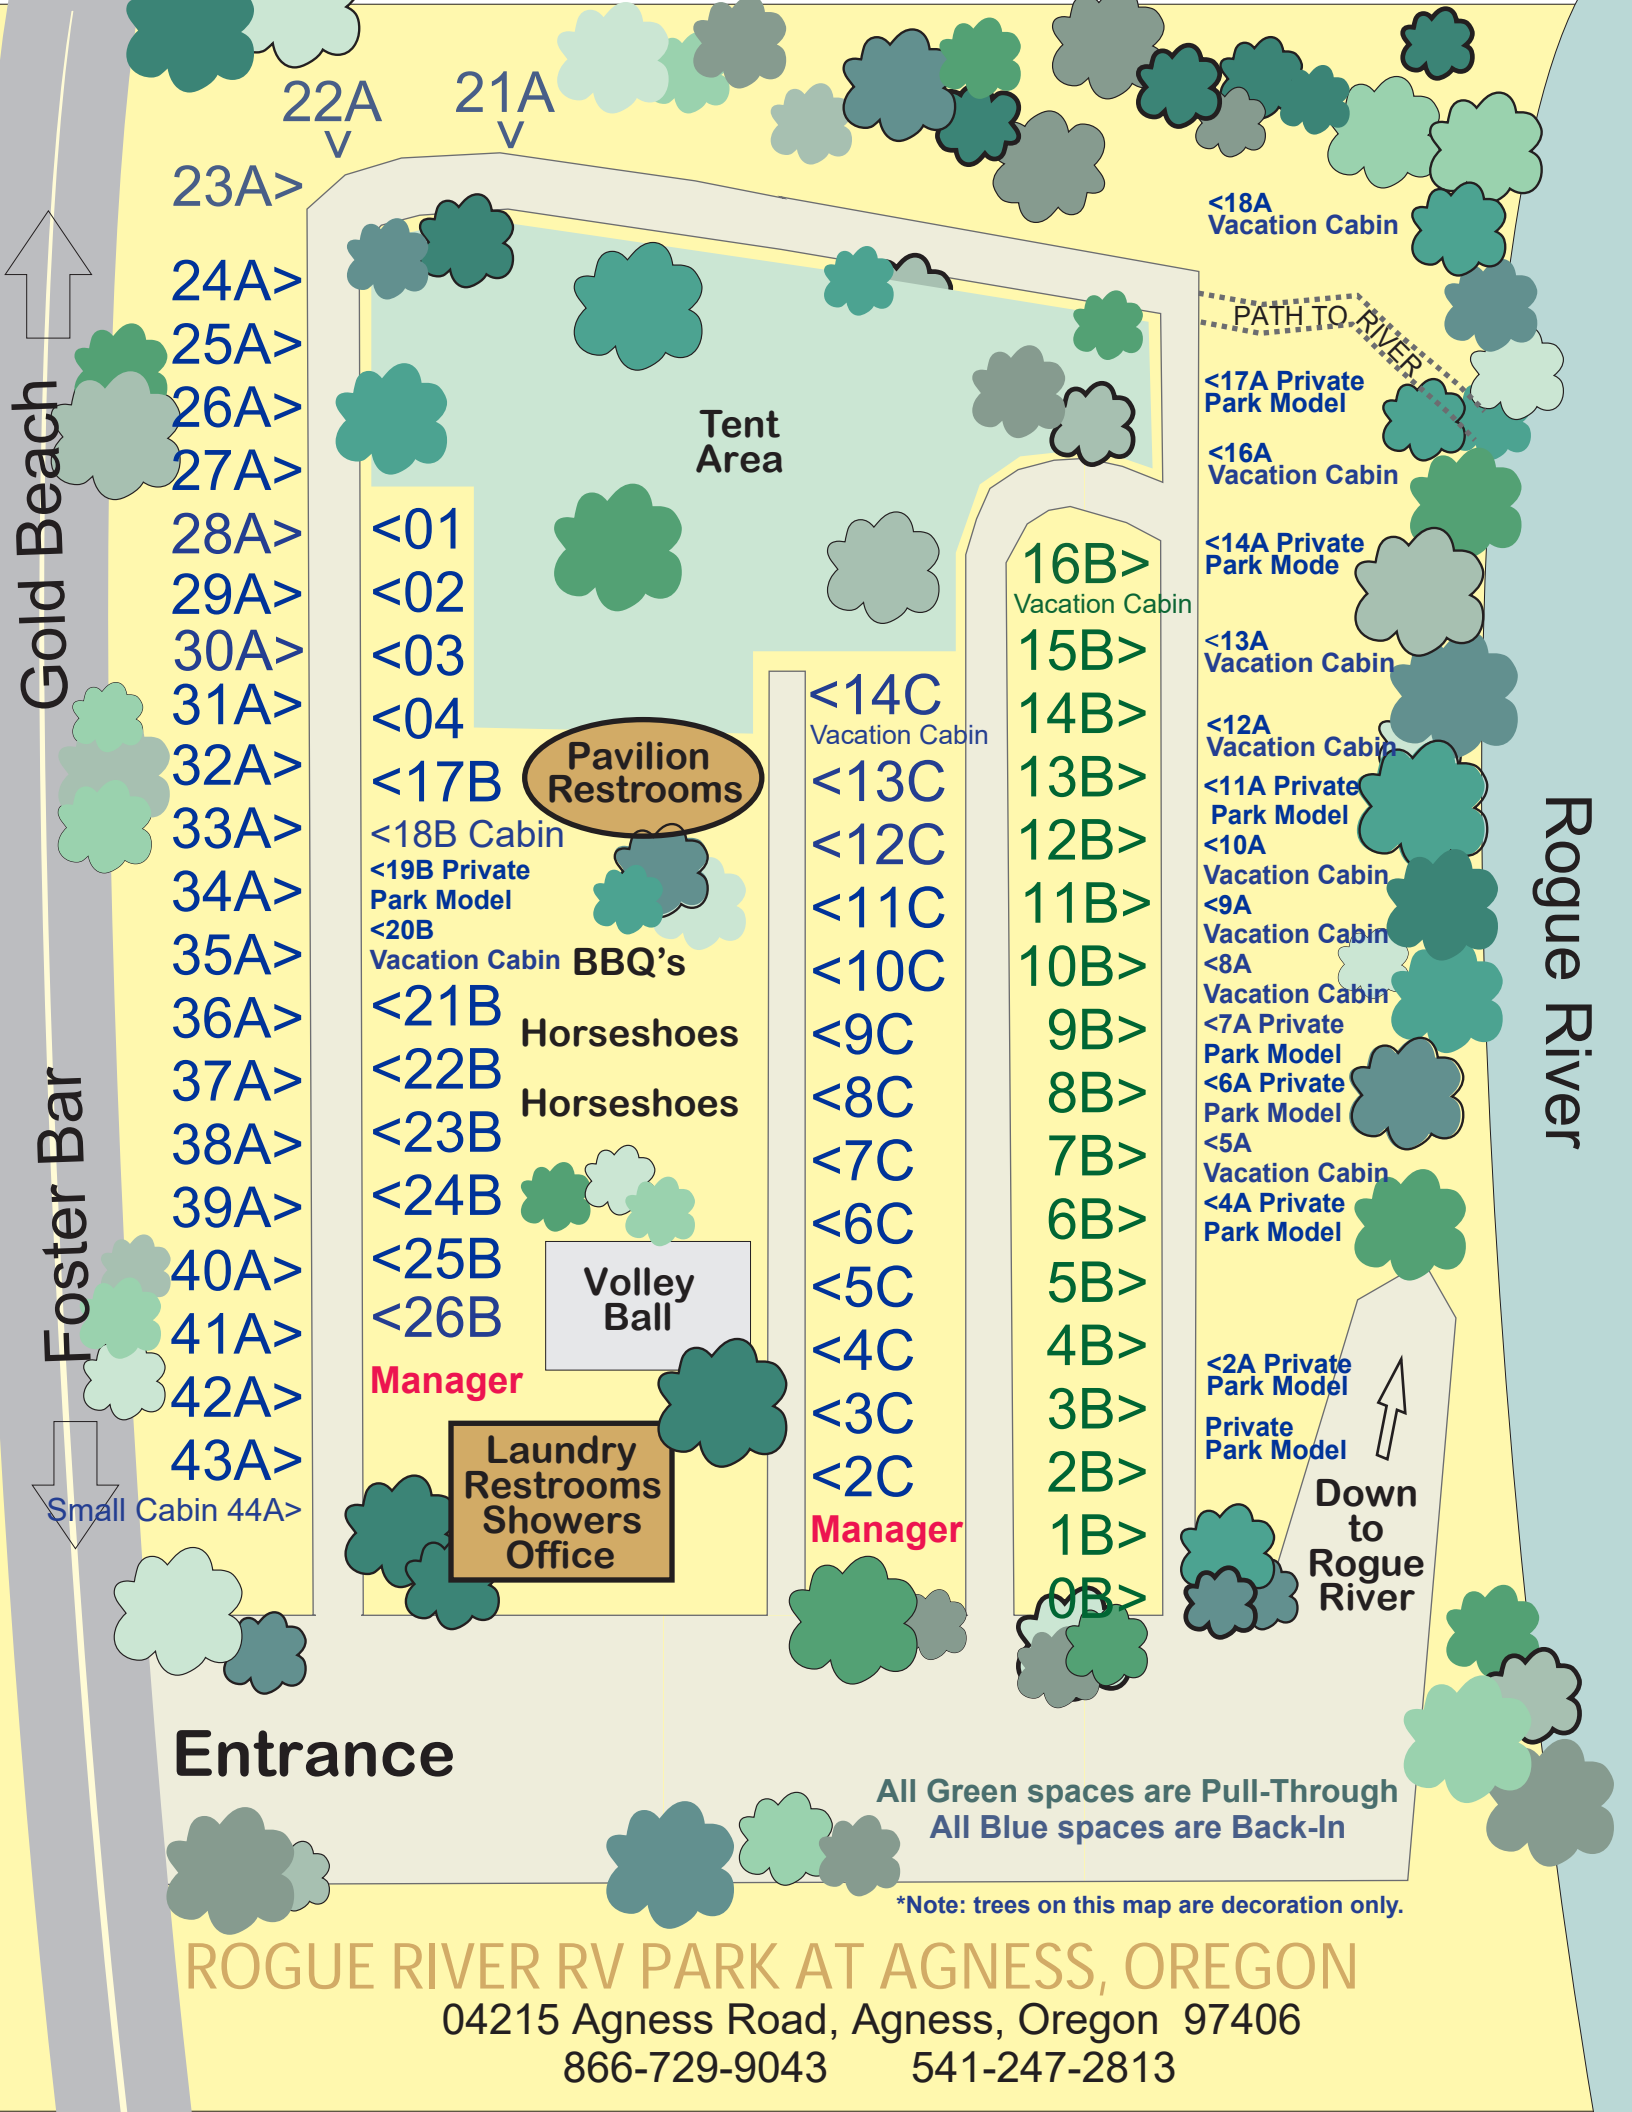 22A
V
21A
V
23A>
24A>
25A>
26A>
27A>
28A>
29A>
30A>
31A>
32A>
33A>
34A>
35A>
36A>
37A>
38A>
39A>
40A>
41A>
42A>
43A>
Small Cabin 44A>
Gold Beach
Foster Bar
Tent
Area
<01
<02
<03
<04
<17B
<18B Cabin
<19B Private
Park Model
<20B
Vacation Cabin
<21B
<22B
<23B
<24B
<25B
<26B
Manager
Pavilion
Restrooms
BBQ's
Horseshoes
Horseshoes
Volley
Ball
Laundry
Restrooms
Showers
Office
<14C
Vacation Cabin
<13C
<12C
<11C
<10C
<9C
<8C
<7C
<6C
<5C
<4C
<3C
<2C
Manager
16B>
Vacation Cabin
15B>
14B>
13B>
12B>
11B>
10B>
9B>
8B>
7B>
6B>
5B>
4B>
3B>
2B>
1B>
0B>
<18A
Vacation Cabin
PATH TO RIVER
<17A Private
Park Model
<16A
Vacation Cabin
<14A Private
Park Mode
<13A
Vacation Cabin
<12A
Vacation Cabin
<11A Private
Park Model
<10A
Vacation Cabin
<9A
Vacation Cabin
<8A
Vacation Cabin
<7A Private
Park Model
<6A Private
Park Model
<5A
Vacation Cabin
<4A Private
Park Model
<2A Private
Park Model
Private
Park Model
Down
to
Rogue
River
Rogue River
Entrance
All Green spaces are Pull-Through
All Blue spaces are Back-In
*Note: trees on this map are decoration only.
ROGUE RIVER RV PARK AT AGNESS, OREGON
04215 Agness Road, Agness, Oregon 97406
866-729-9043 541-247-2813